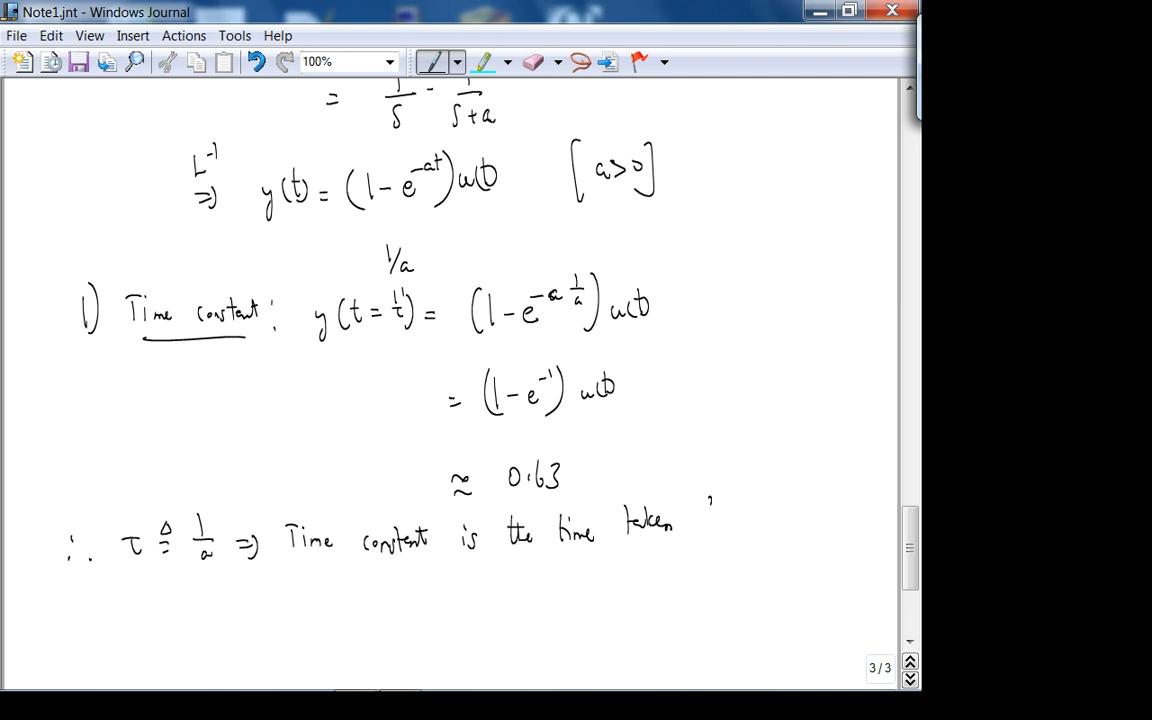 Note1.jnt - Windows Journal
File Edit View Insert Actions Tools Help
100%
= 1/S - 1/S+a
L⁻¹
=> y(t) = (1 - e^-at) u(t) [a>0]
1/a
1) Time constant: y(t = ) = (1 - e^-a 1/a) u(t)
= (1 - e^-1) u(t)
≈ 0.63
∴ τ ≜ 1/a => Time constant is the time taken
3/3